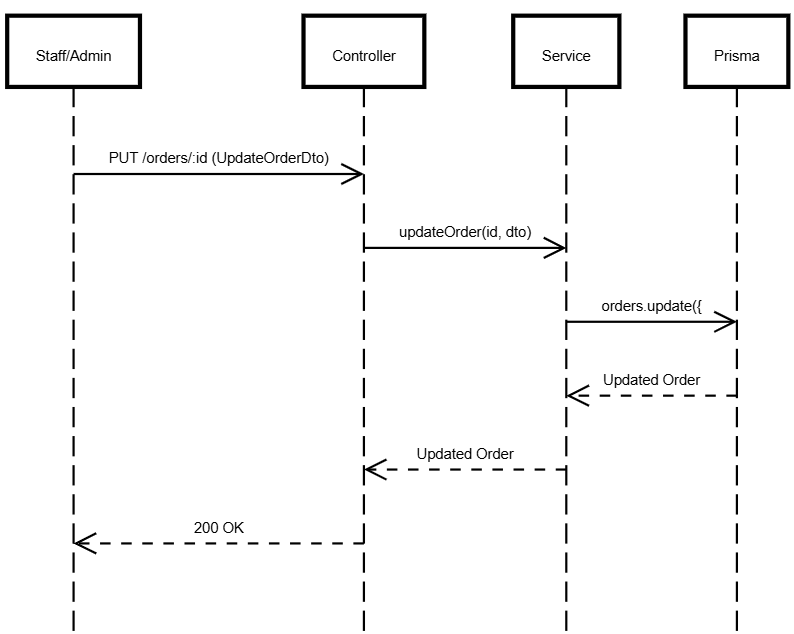 Staff/Admin
Controller
Service
Prisma
PUT /orders/:id (UpdateOrderDto)
updateOrder(id, dto)
orders.update({
Updated Order
Updated Order
200 OK